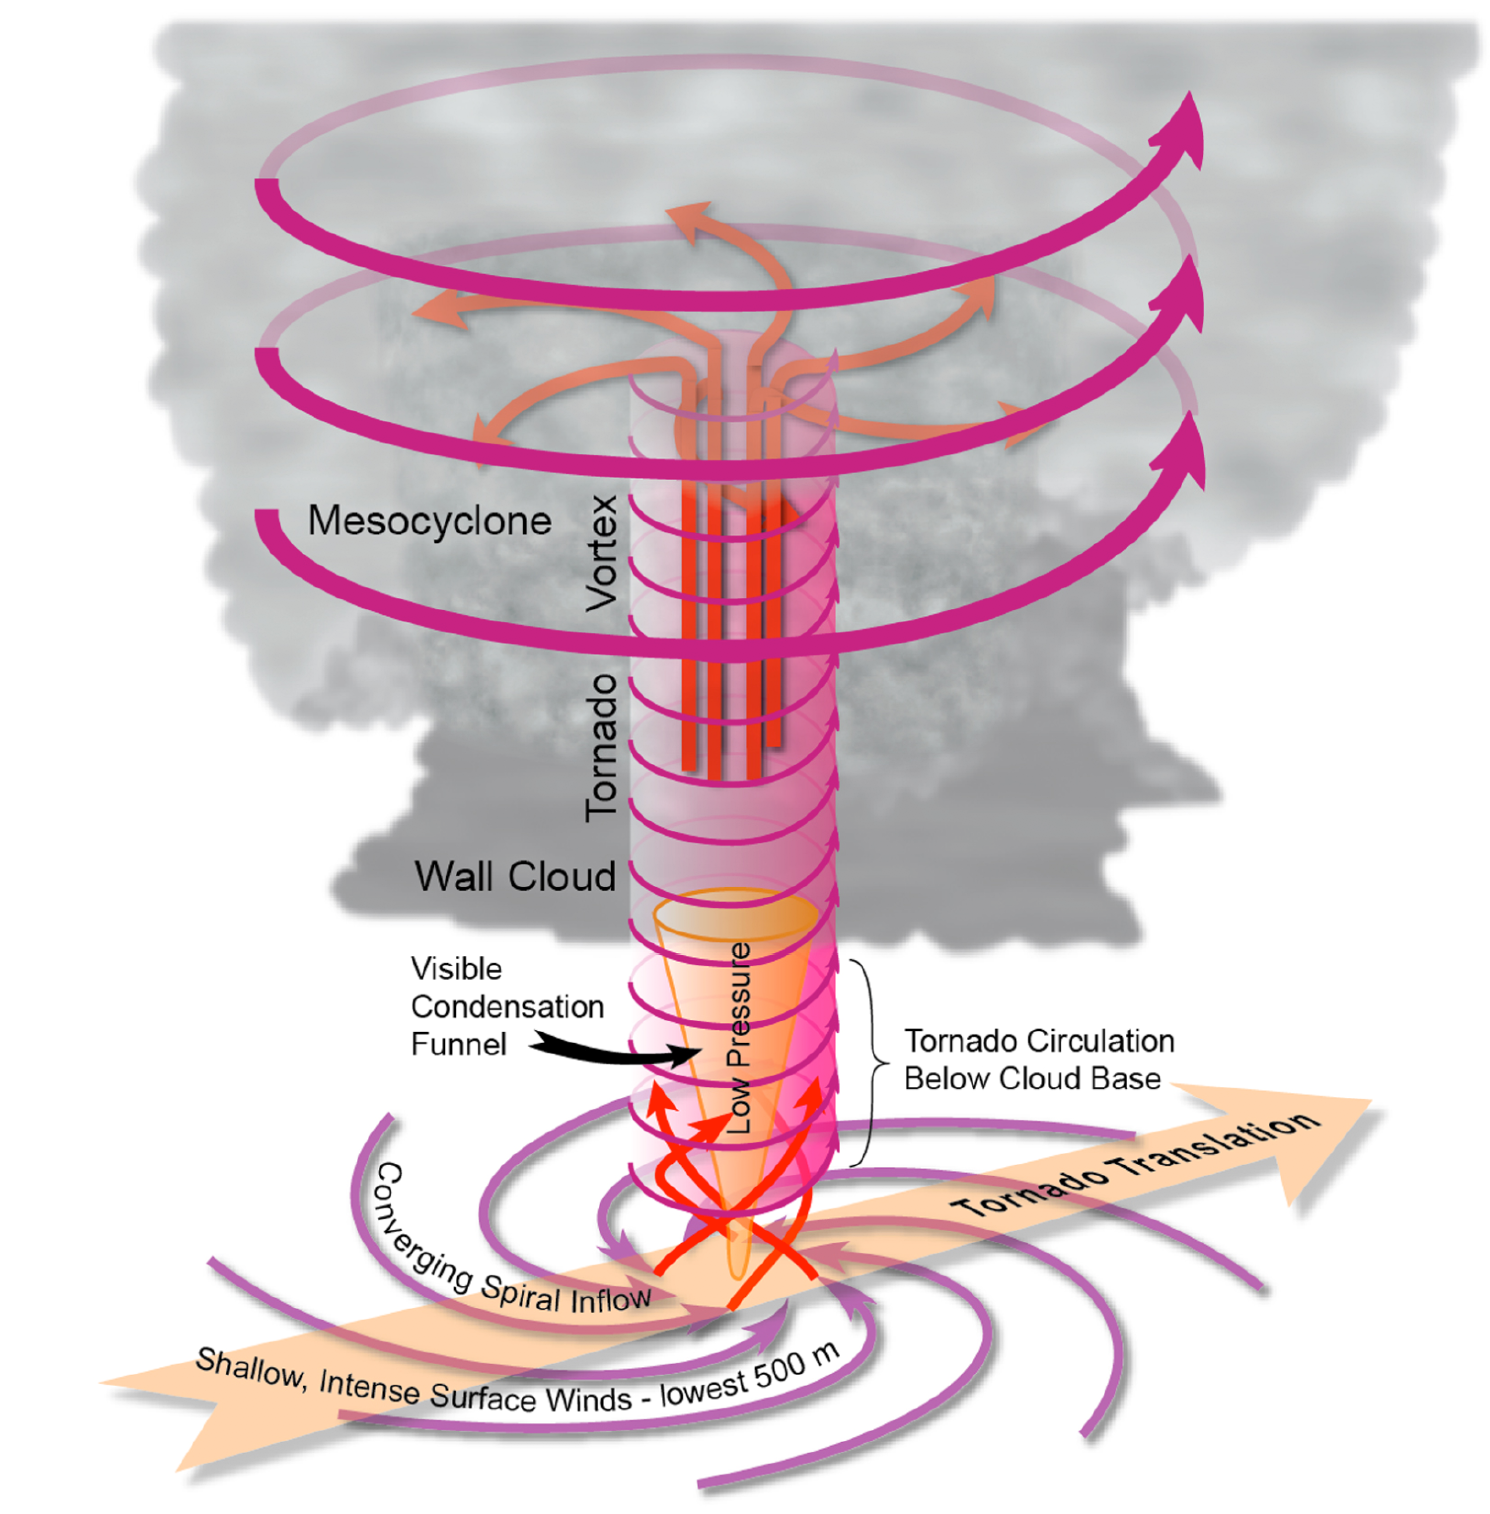 Mesocyclone
Tornado Vortex
Wall Cloud
Visible
Condensation
Funnel
Low Pressure
Tornado Circulation
Below Cloud Base
Tornado Translation
Converging Spiral Inflow
Shallow, Intense Surface Winds - lowest 500 m